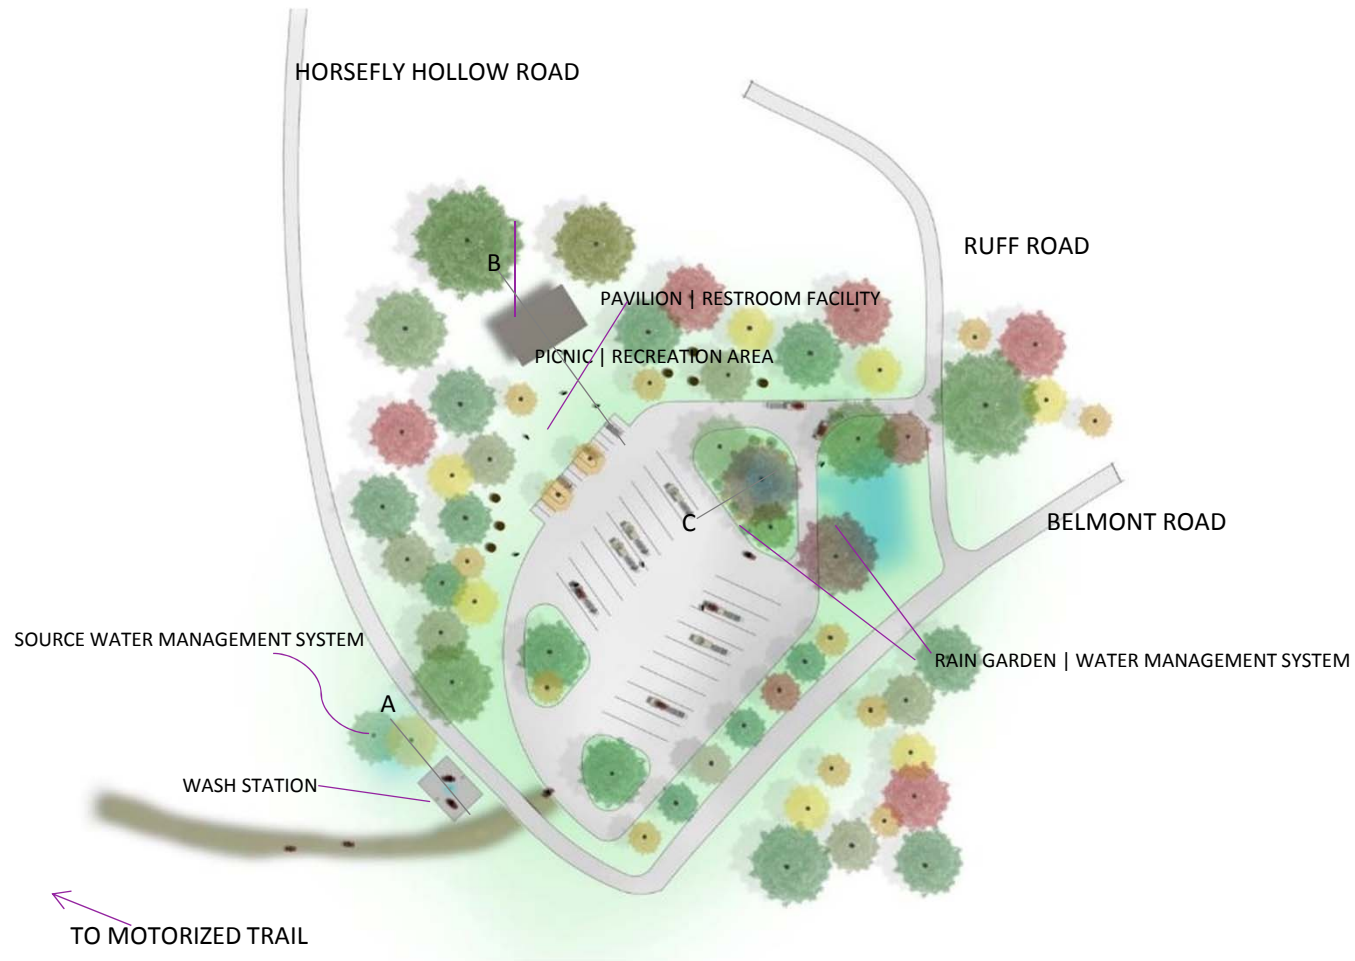 HORSEFLY HOLLOW ROAD
RUFF ROAD
B
PAVILION | RESTROOM FACILITY
PICNIC | RECREATION AREA
C
BELMONT ROAD
SOURCE WATER MANAGEMENT SYSTEM
RAIN GARDEN | WATER MANAGEMENT SYSTEM
A
WASH STATION
TO MOTORIZED TRAIL